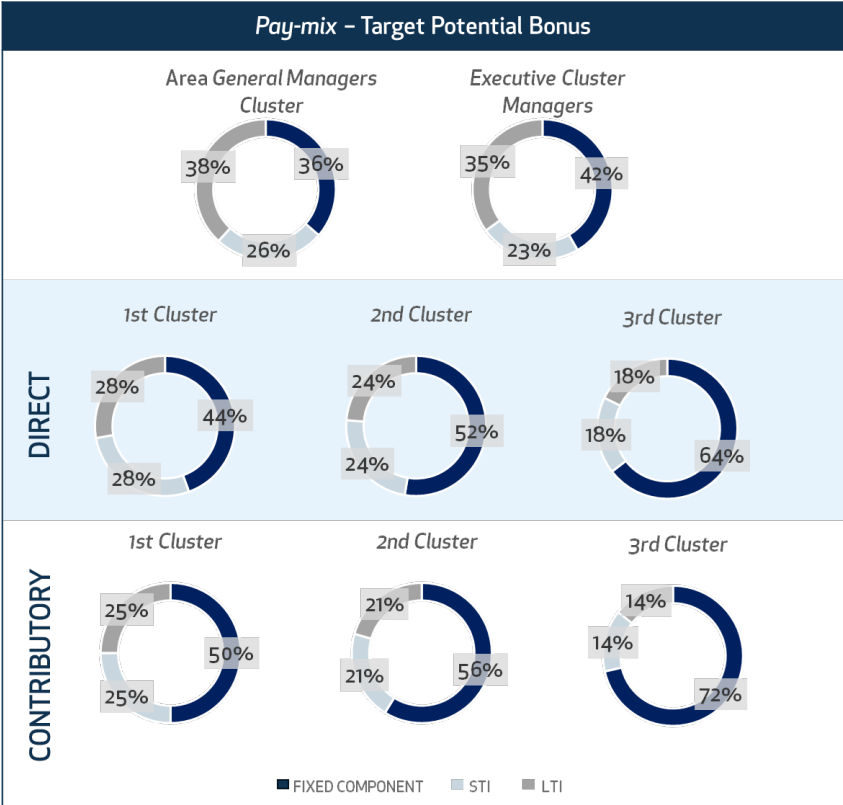 Pay-mix – Target Potential Bonus
Area General Managers
Cluster
Executive Cluster
Managers
38%
36%
26%
35%
42%
23%
DIRECT
1st Cluster
2nd Cluster
3rd Cluster
28%
44%
28%
24%
52%
24%
18%
64%
18%
CONTRIBUTORY
1st Cluster
2nd Cluster
3rd Cluster
25%
50%
25%
21%
56%
21%
14%
14%
72%
FIXED COMPONENT
STI
LTI